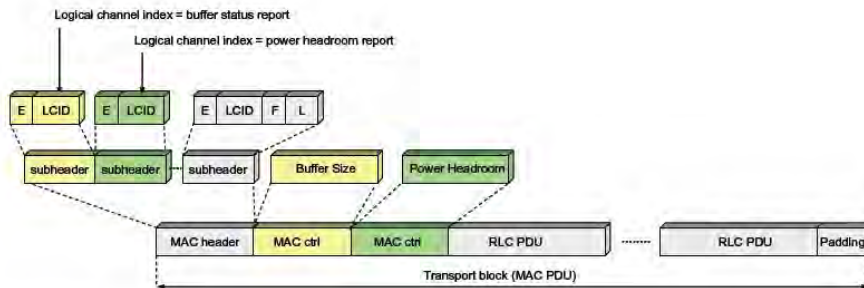 Logical channel index = buffer status report
Logical channel index = power headroom report
E LCID E LCID E LCID F L
subheader subheader subheader Buffer Size Power Headroom
MAC header MAC ctrl MAC ctrl RLC PDU RLC PDU Padding
Transport block (MAC PDU)